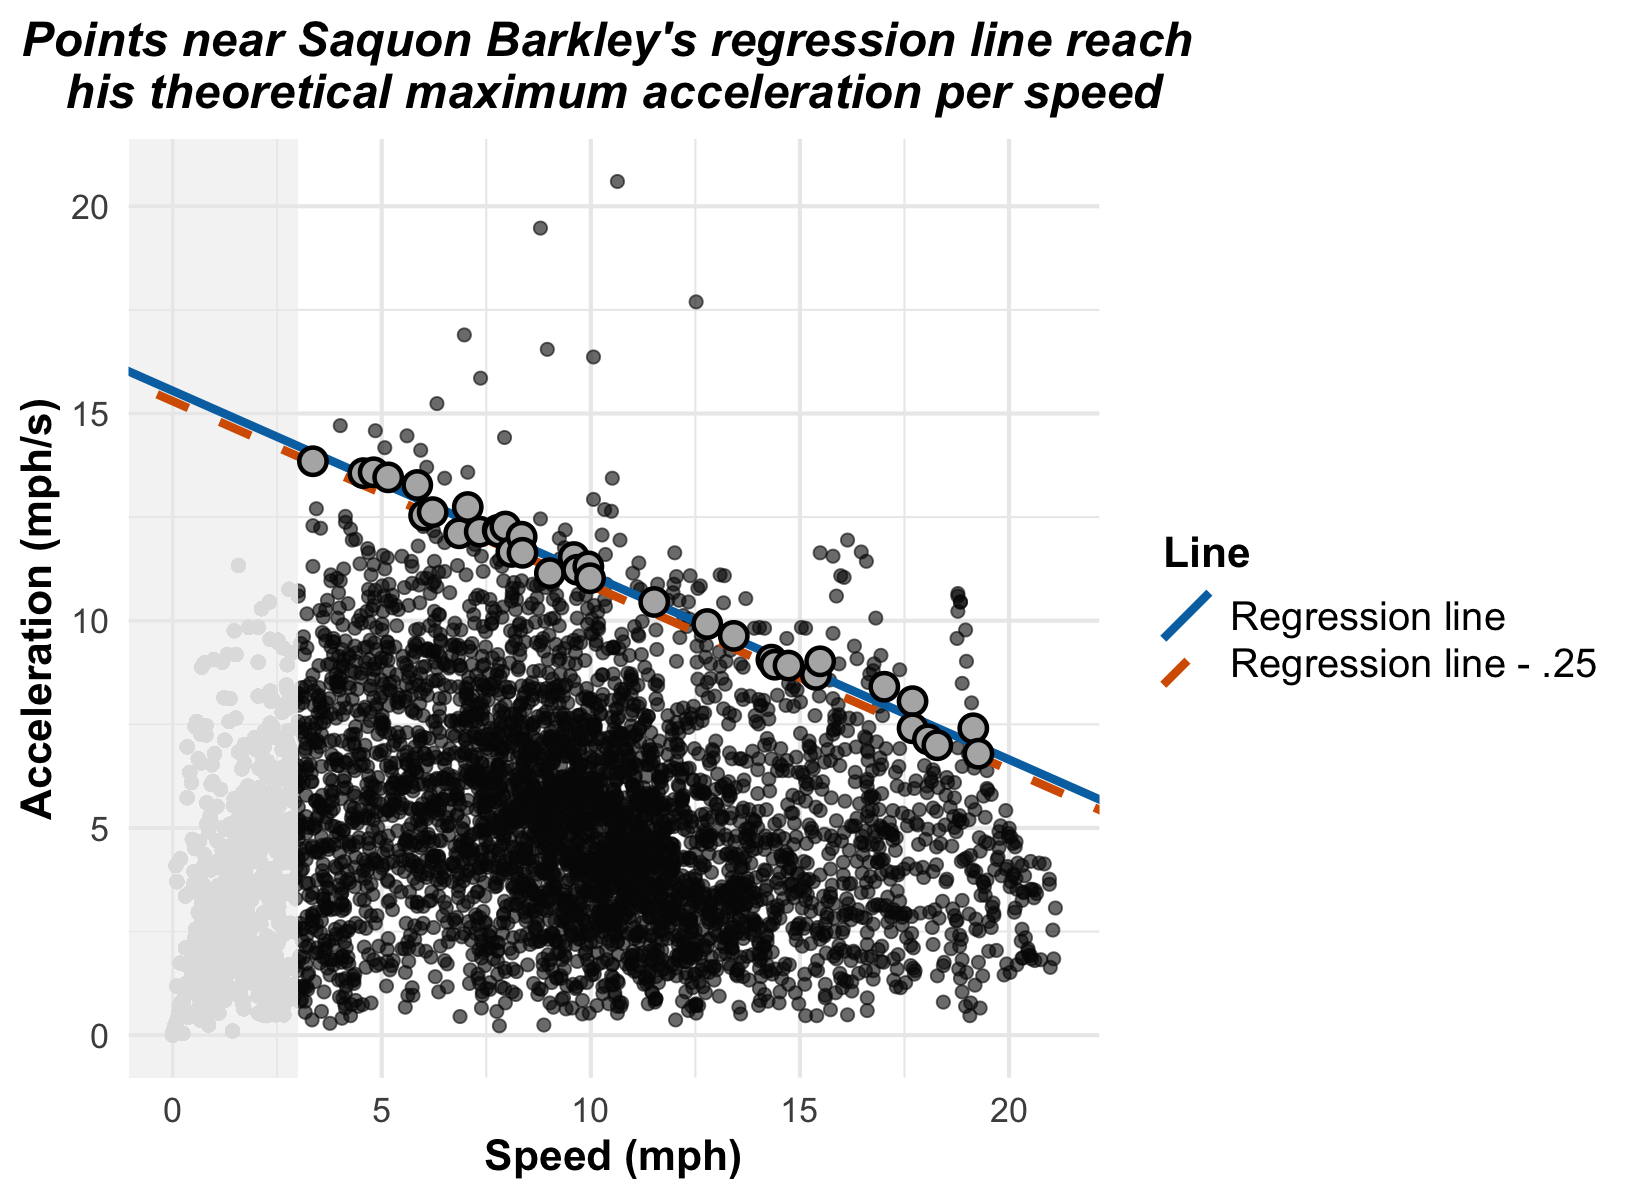 Points near Saquon Barkley's regression line reach
his theoretical maximum acceleration per speed
Acceleration (mph/s)
20
15
10
5
0
0 5 10 15 20
Speed (mph)
Line
Regression line
Regression line - .25